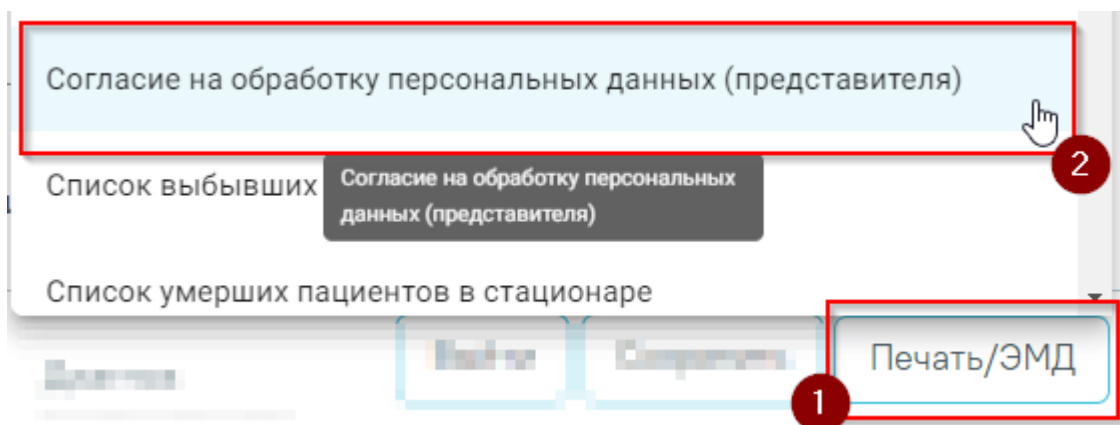 Согласие на обработку персональных данных (представителя)
2
Список выбывших
Согласие на обработку персональных
данных (представителя)
Список умерших пациентов в стационаре
Печать/ЭМД
1